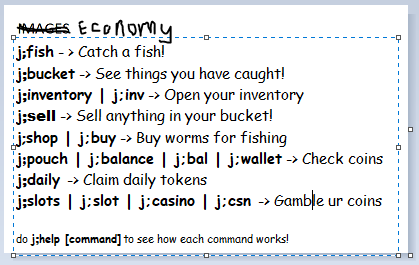 IMAGES Economy
j;fish -> Catch a fish!
j;bucket -> See things you have caught!
j;inventory | j;inv -> Open your inventory
j;sell -> Sell anything in your bucket!
j;shop | j;buy -> Buy worms for fishing
j;pouch | j;balance | j;bal | j;wallet -> Check coins
j;daily -> Claim daily tokens
j;slots | j;slot | j;casino | j;csn -> Gamble ur coins
do j;help [command] to see how each command works!